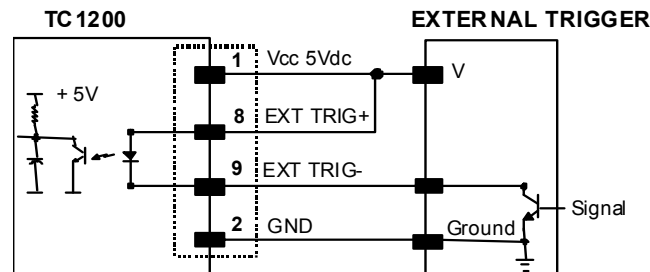 TC1200
EXTERNAL TRIGGER
1 Vcc 5Vdc
V
+ 5V
8 EXT TRIG+
9 EXT TRIG-
Signal
2 GND
Ground